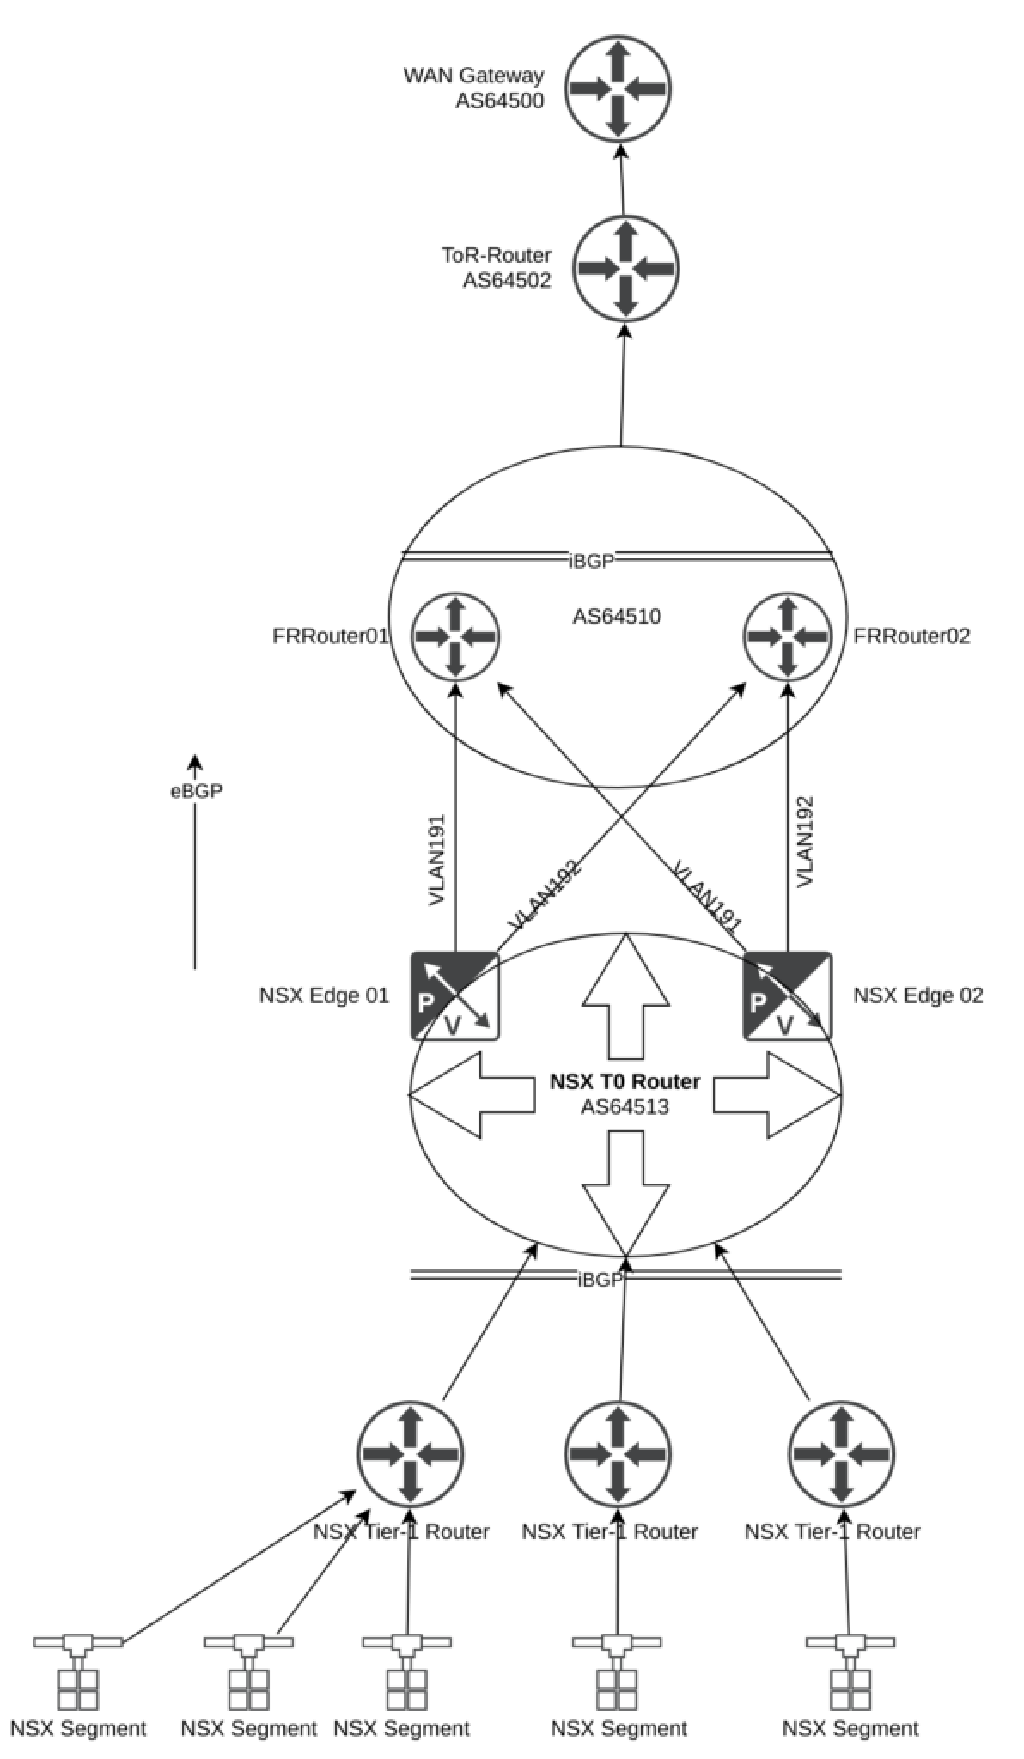 WAN Gateway
AS64500
ToR-Router
AS64502
iBGP
AS64510
FRRouter01
FRRouter02
eBGP
VLAN191
VLAN192
VLAN191
VLAN192
NSX Edge 01
P
V
P
V
NSX Edge 02
NSX T0 Router
AS64513
iBGP
NSX Tier-1 Router
NSX Tier-1 Router
NSX Tier-1 Router
NSX Segment
NSX Segment
NSX Segment
NSX Segment
NSX Segment